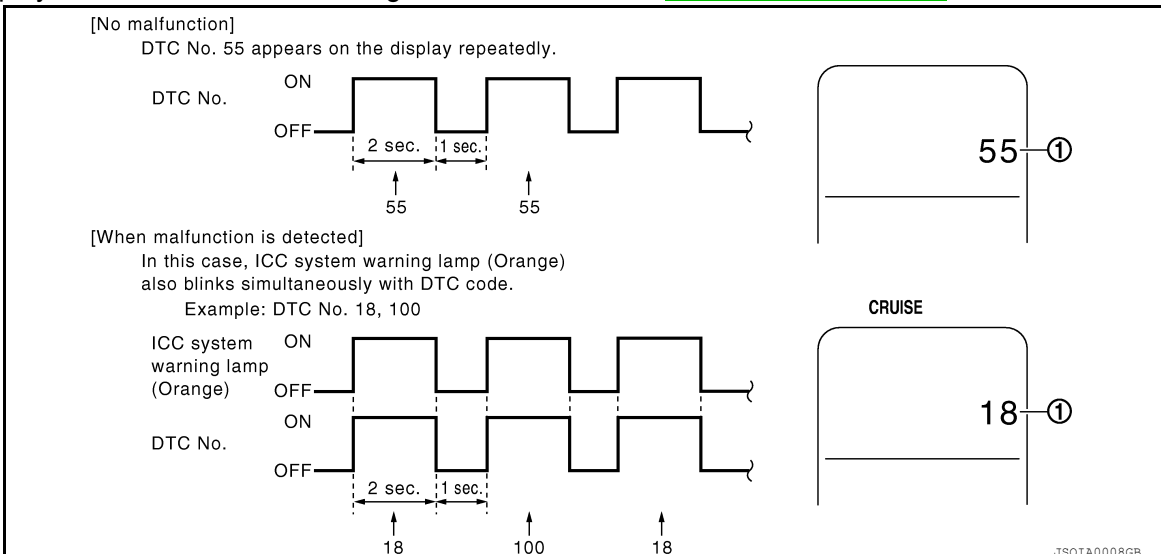 [No malfunction]
DTC No. 55 appears on the display repeatedly.
ON
DTC No.
OFF
2 sec.
1 sec.
55
55
55 ①
[When malfunction is detected]
In this case, ICC system warning lamp (Orange)
also blinks simultaneously with DTC code.
Example: DTC No. 18, 100
CRUISE
ICC system
warning lamp
(Orange)
ON
OFF
18 ①
ON
DTC No.
OFF
2 sec.
1 sec.
18
100
18
JSOIA0008GB